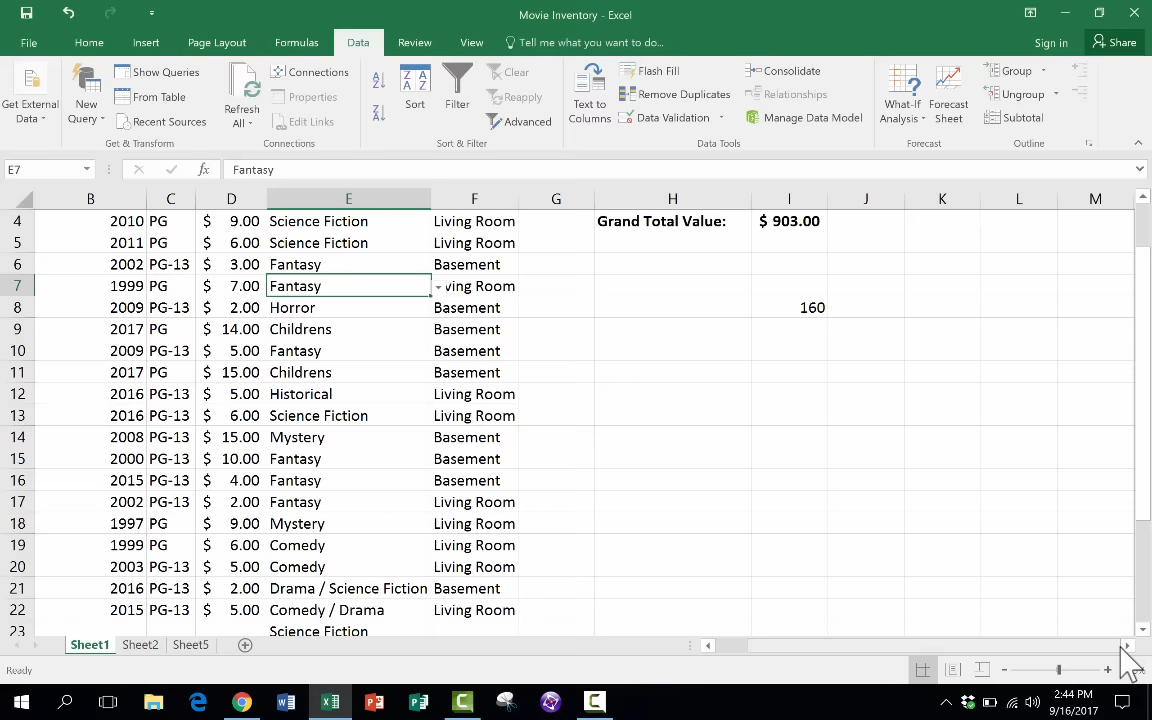 Movie Inventory - Excel
File Home Insert Page Layout Formulas Data Review View Tell me what you want to do... Sign in Share
Get External Data
New Query
Show Queries
From Table
Recent Sources
Get & Transform
Refresh All
Connections
Properties
Edit Links
Connections
Sort
Filter
Clear
Reapply
Advanced
Sort & Filter
Text to Columns
Flash Fill
Remove Duplicates
Data Validation
Consolidate
Relationships
Manage Data Model
Data Tools
What-If Analysis
Forecast Sheet
Forecast
Group
Ungroup
Subtotal
Outline
E7 fx Fantasy
B C D E F G H I J K L M
4 2010 PG $ 9.00 Science Fiction Living Room Grand Total Value: $ 903.00
5 2011 PG $ 6.00 Science Fiction Living Room
6 2002 PG-13 $ 3.00 Fantasy Basement
7 1999 PG $ 7.00 Fantasy ving Room
8 2009 PG-13 $ 2.00 Horror Basement 160
9 2017 PG $ 14.00 Childrens Basement
10 2009 PG-13 $ 5.00 Fantasy Basement
11 2017 PG $ 15.00 Childrens Basement
12 2016 PG-13 $ 5.00 Historical Living Room
13 2016 PG-13 $ 6.00 Science Fiction Living Room
14 2008 PG-13 $ 15.00 Mystery Basement
15 2000 PG-13 $ 10.00 Fantasy Basement
16 2015 PG-13 $ 4.00 Fantasy Basement
17 2002 PG-13 $ 2.00 Fantasy Living Room
18 1997 PG $ 9.00 Mystery Living Room
19 1999 PG $ 6.00 Comedy Living Room
20 2003 PG-13 $ 5.00 Comedy Living Room
21 2016 PG-13 $ 2.00 Drama / Science Fiction Basement
22 2015 PG-13 $ 5.00 Comedy / Drama Living Room
23 Science Fiction
Sheet1 Sheet2 Sheet5
Ready
2:44 PM
9/16/2017